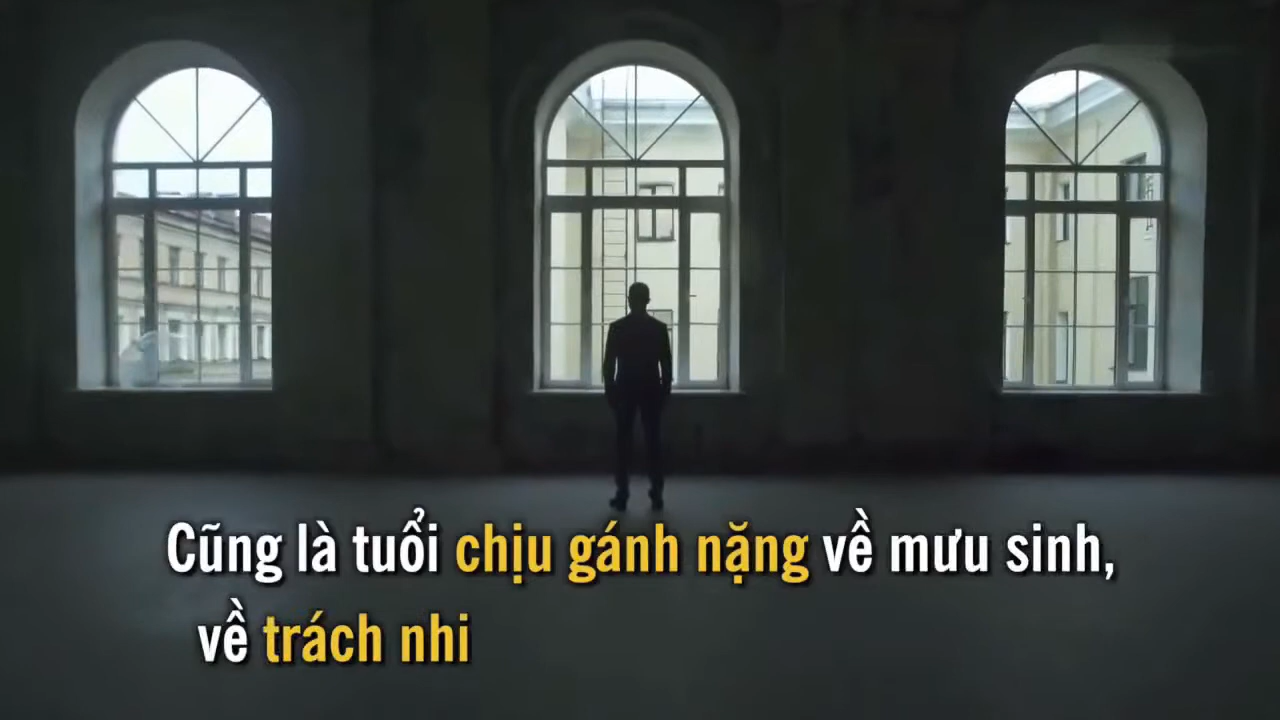 Cũng là tuổi chịu gánh nặng về mưu sinh,
về trách nhi